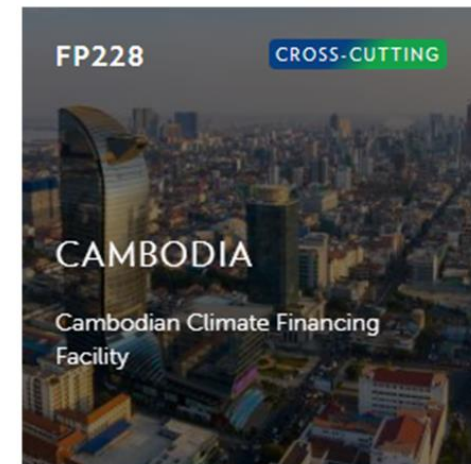 FP228
CROSS-CUTTING
CAMBODIA
Cambodian Climate Financing
Facility